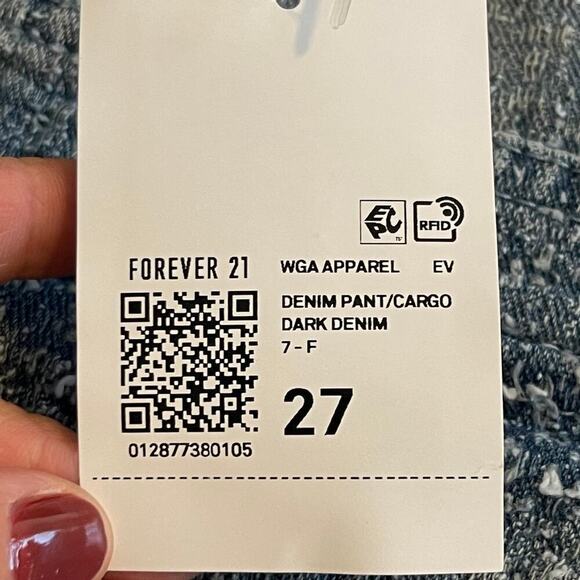 EPC RFID
FOREVER 21 WGA APPAREL EV
DENIM PANT/CARGO
DARK DENIM
7 - F
27
012877380105